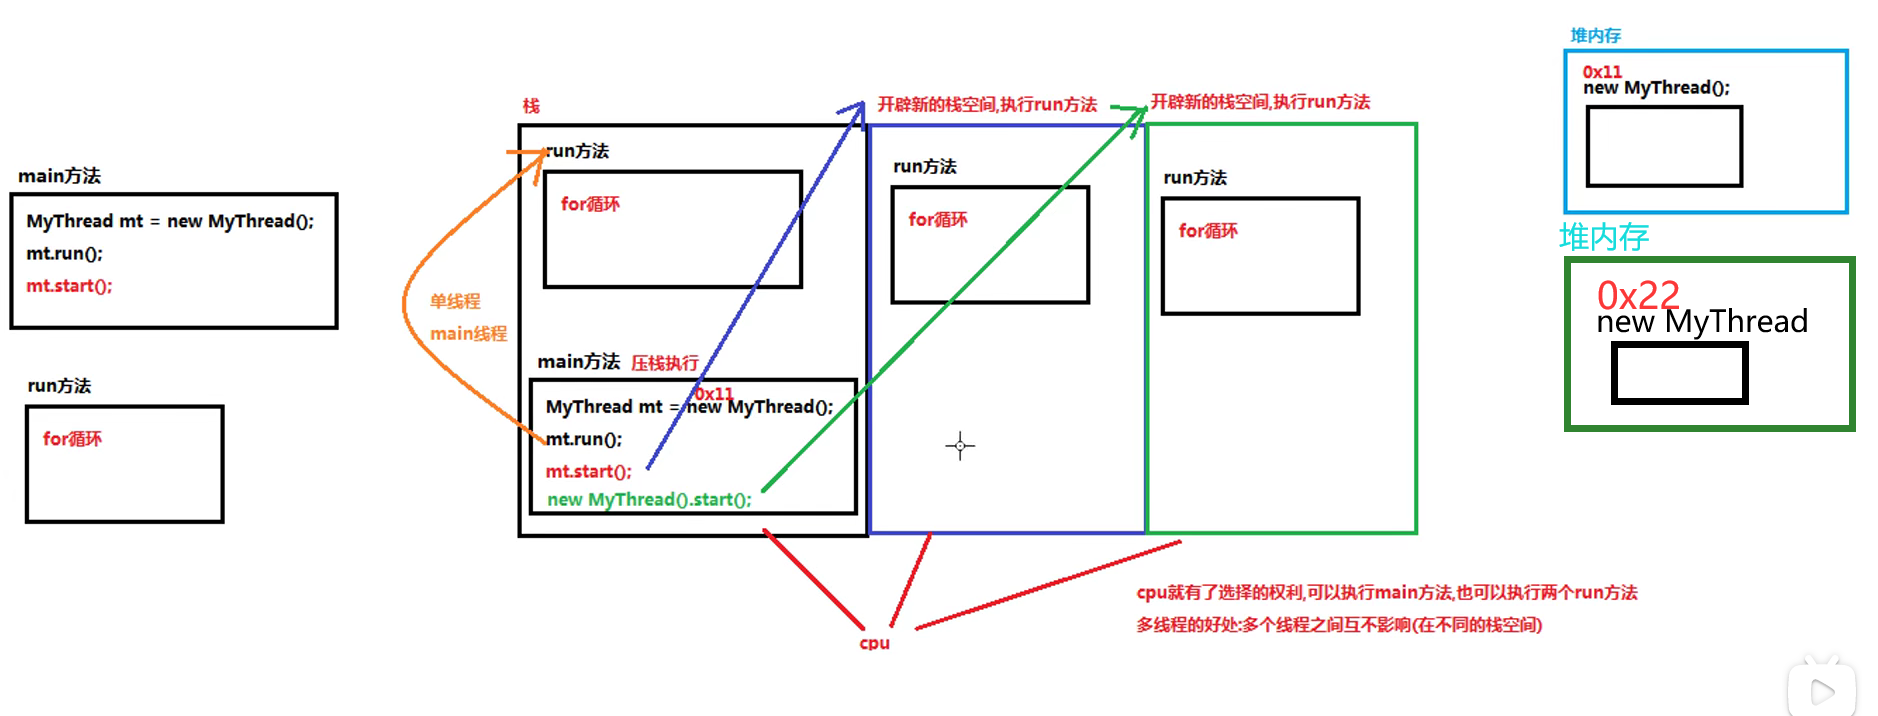 main方法
MyThread mt = new MyThread();
mt.run();
mt.start();
run方法
for循环
单线程
main线程
栈
run方法
for循环
main方法 压栈执行
0x11
MyThread mt = new MyThread();
mt.run();
mt.start();
new MyThread().start();
开辟新的栈空间,执行run方法
run方法
for循环
开辟新的栈空间,执行run方法
run方法
for循环
cpu
cpu就有了选择的权利,可以执行main方法,也可以执行两个run方法
多线程的好处:多个线程之间互不影响(在不同的栈空间)
堆内存
0x11
new MyThread();
堆内存
0x22
new MyThread